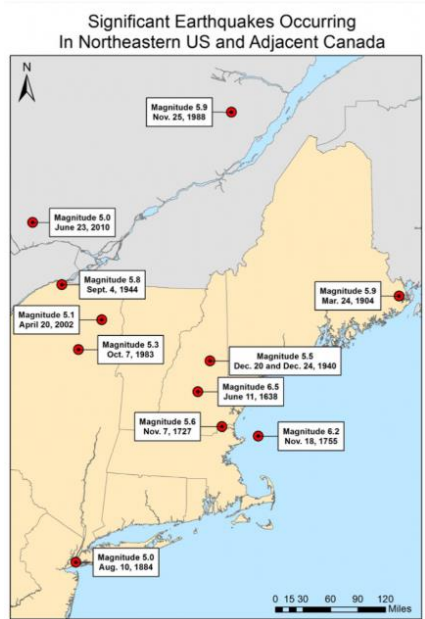 Significant Earthquakes Occurring
In Northeastern US and Adjacent Canada
N
Magnitude 5.9
Nov. 25, 1988
Magnitude 5.0
June 23, 2010
Magnitude 5.8
Sept. 4, 1944
Magnitude 5.9
Mar. 24, 1904
Magnitude 5.1
April 20, 2002
Magnitude 5.3
Oct. 7, 1983
Magnitude 5.5
Dec. 20 and Dec. 24, 1940
Magnitude 6.5
June 11, 1638
Magnitude 5.6
Nov. 7, 1727
Magnitude 6.2
Nov. 18, 1755
Magnitude 5.0
Aug. 10, 1884
0 15 30 60 90 120
Miles